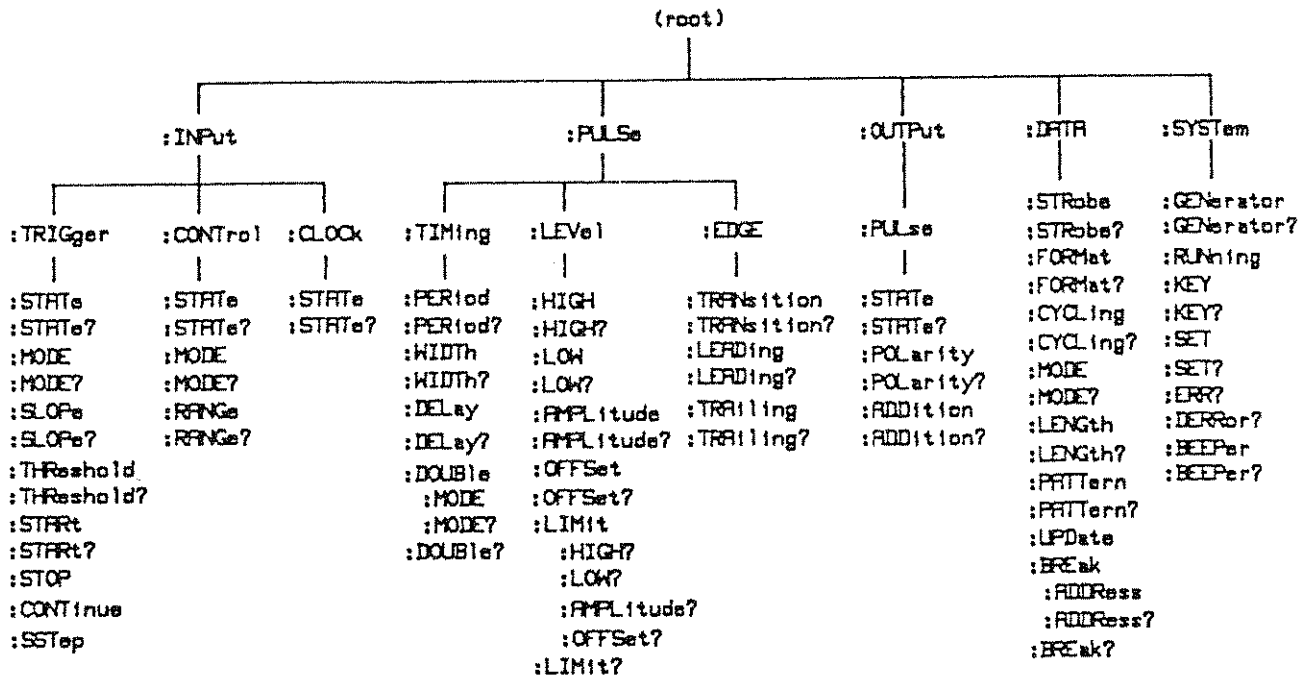 (root)
:INPut :PULSe :OUTPut :DATA :SYSTem
:TRIGger :CONTrol :CLOCk :TIMing :LEVel :EDGE :PULse
:STATe
:STATe?
:MODE
:MODE?
:SLOPe
:SLOPe?
:THReshold
:THReshold?
:STARt
:STARt?
:STOP
:CONTinue
:SSTep
:STATe
:STATe?
:MODE
:MODE?
:RANGe
:RANGe?
:STATe
:STATe?
:PERiod
:PERiod?
:WIDTh
:WIDTh?
:DELay
:DELay?
:DOUBle
:MODE
:MODE?
:DOUBle?
:HIGH
:HIGH?
:LOW
:LOW?
:AMPLitude
:AMPLitude?
:OFFSet
:OFFSet?
:LIMit
:HIGH?
:LOW?
:AMPLitude?
:OFFSet?
:LIMit?
:TRANsition
:TRANsition?
:LEADing
:LEADing?
:TRAiling
:TRAiling?
:STATe
:STATe?
:POLarity
:POLarity?
:ADDition
:ADDition?
:STRobe
:STRobe?
:FORMat
:FORMat?
:CYCLing
:CYCLing?
:MODE
:MODE?
:LENGth
:LENGth?
:PATTern
:PATTern?
:UPDate
:BREak
:ADDRess
:ADDRess?
:BREak?
:GENerator
:GENerator?
:RUNning
:KEY
:KEY?
:SET
:SET?
:ERR?
:DERRor?
:BEEPer
:BEEPer?